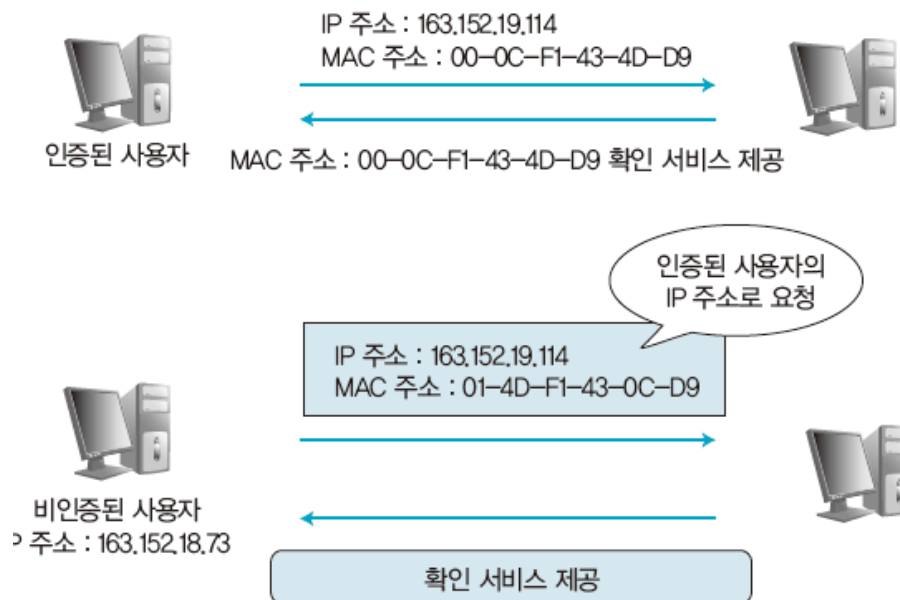 IP 주소 : 163.152.19.114
MAC 주소 : 00-0C-F1-43-4D-D9
인증된 사용자
MAC 주소 : 00-0C-F1-43-4D-D9 확인 서비스 제공
인증된 사용자의
IP 주소로 요청
IP 주소 : 163.152.19.114
MAC 주소 : 01-4D-F1-43-0C-D9
비인증된 사용자
P 주소 : 163.152.18.73
확인 서비스 제공